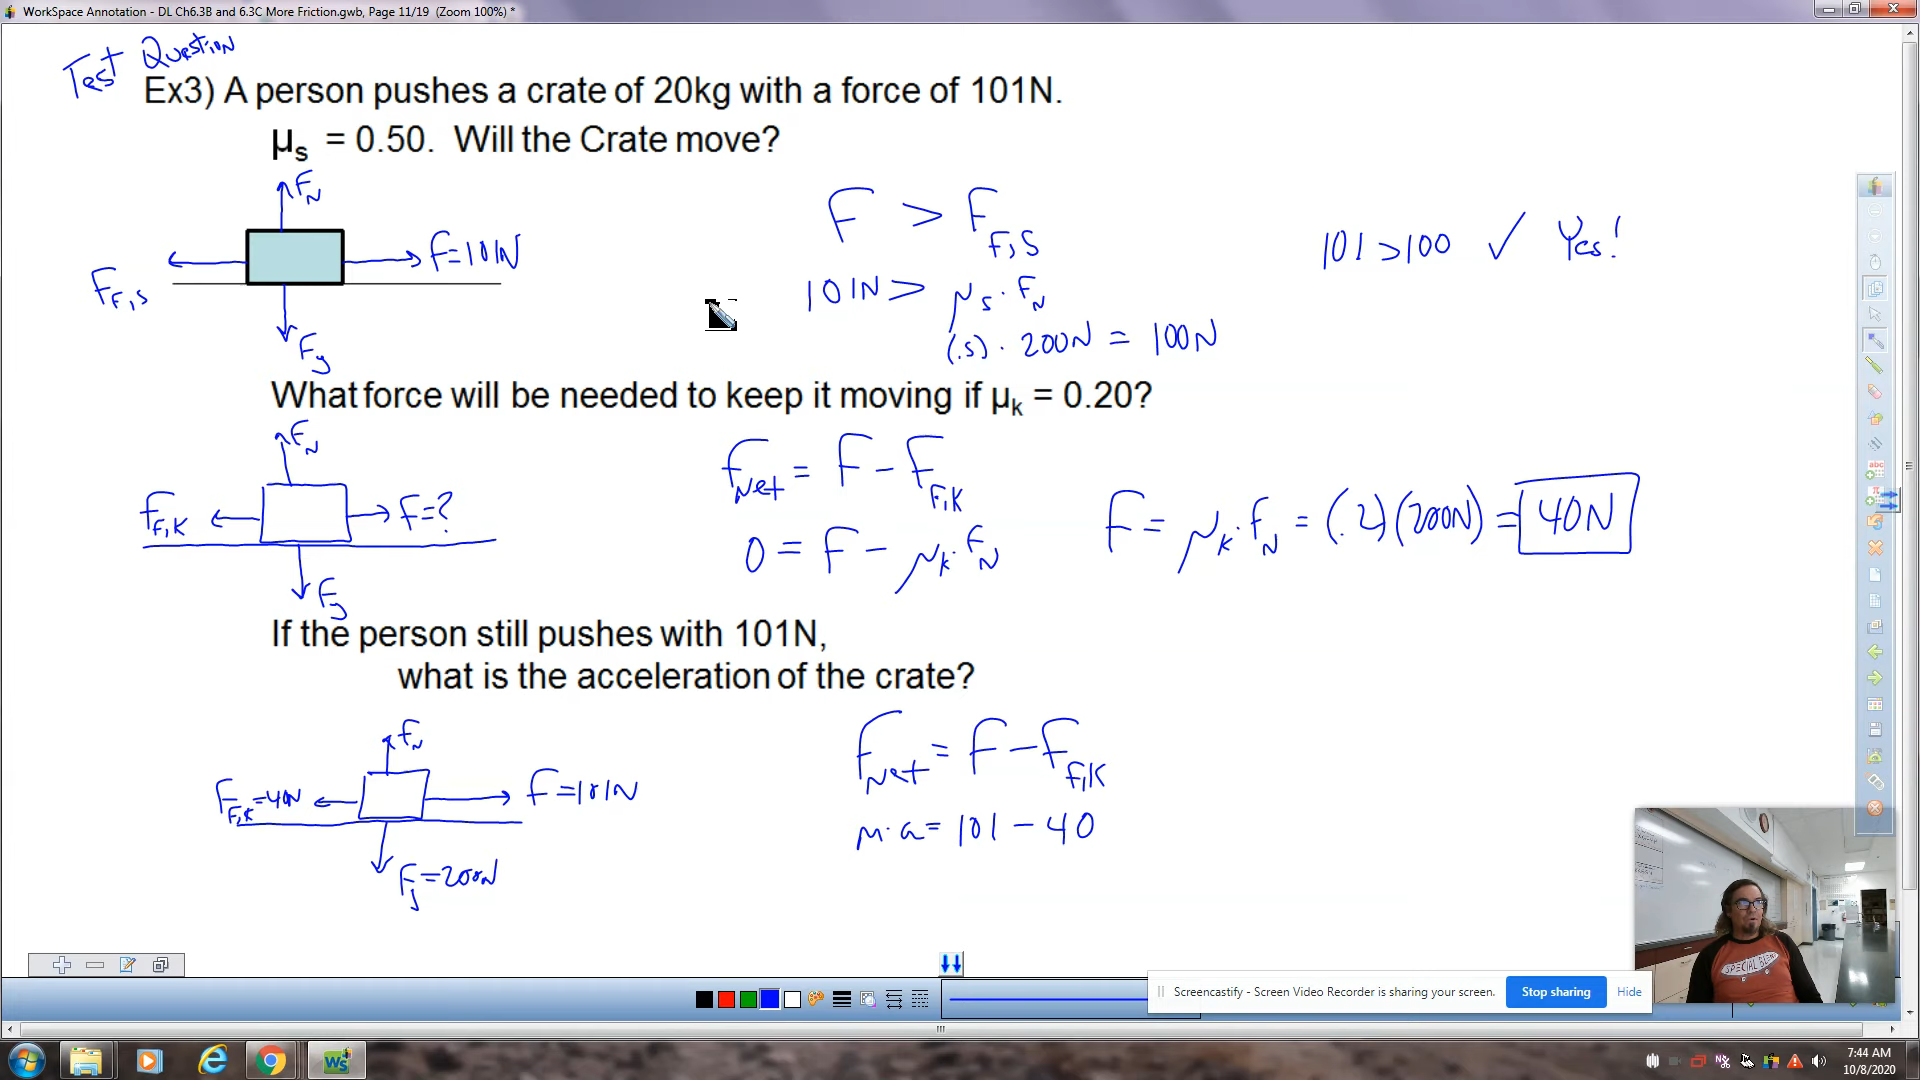 WorkSpace Annotation - DL Ch6.3B and 6.3C More Friction.gwb, Page 11/19 (Zoom 100%) *
Test Question
Ex3) A person pushes a crate of 20kg with a force of 101N.
μs = 0.50. Will the Crate move?
FN
F=101N
FF,S
Fg
F > FF,S
101N > μs · FN
(.5) · 200N = 100N
101 > 100 ✓ Yes!
What force will be needed to keep it moving if μk = 0.20?
FN
FF,K
F=?
Fg
FNet = F - FF,K
0 = F - μK · FN
F = μK · FN = (.2)(200N) = 40N
If the person still pushes with 101N,
what is the acceleration of the crate?
FN
FF,K=40N
F=101N
Fg=200N
FNet = F - FF,K
m·a = 101 - 40
SPECIAL BLEND
Screencastify - Screen Video Recorder is sharing your screen.
Stop sharing
Hide
7:44 AM
10/8/2020